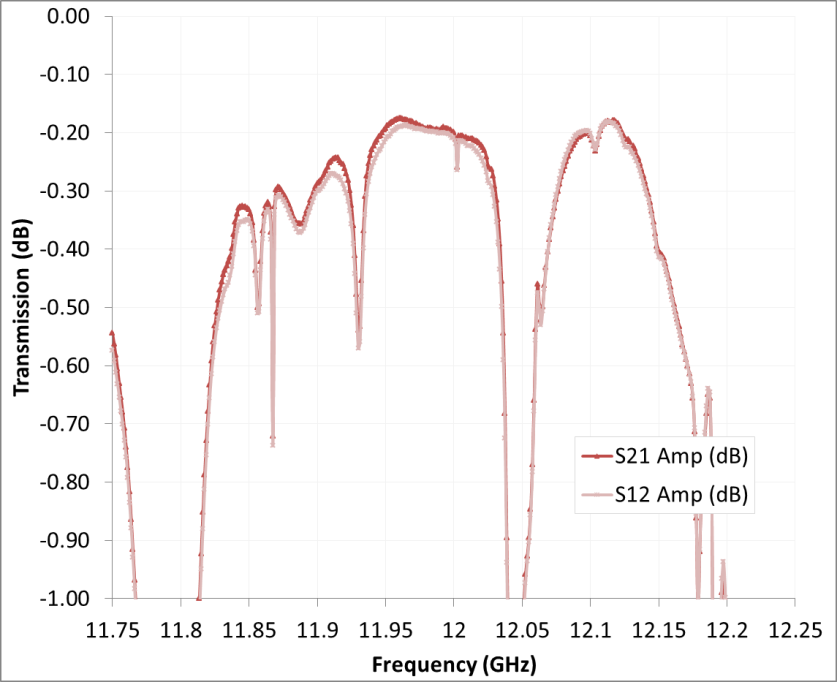 0.00
-0.10
-0.20
-0.30
-0.40
-0.50
-0.60
-0.70
-0.80
-0.90
-1.00
Transmission (dB)
S21 Amp (dB)
S12 Amp (dB)
11.75 11.8 11.85 11.9 11.95 12 12.05 12.1 12.15 12.2 12.25
Frequency (GHz)